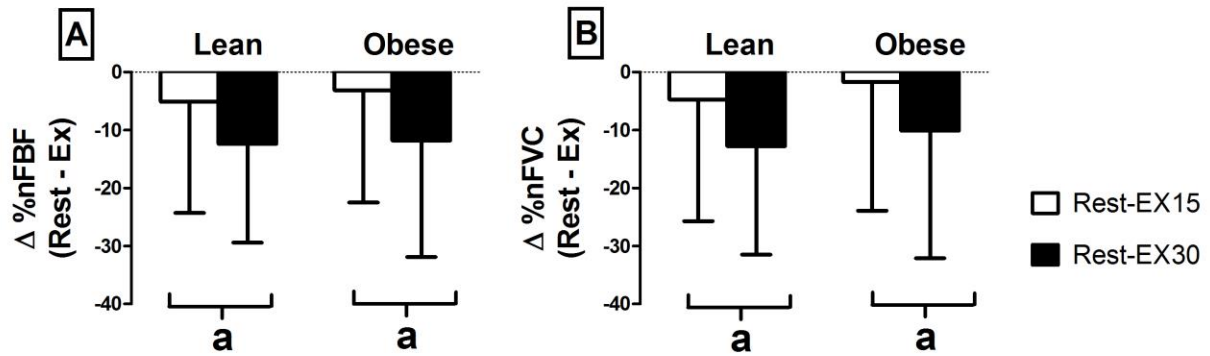 A
Lean Obese
Δ %nFBF
(Rest - Ex)
0
-10
-20
-30
-40
a a
B
Lean Obese
Δ %nFVC
(Rest - Ex)
0
-10
-20
-30
-40
a a
Rest-EX15
Rest-EX30